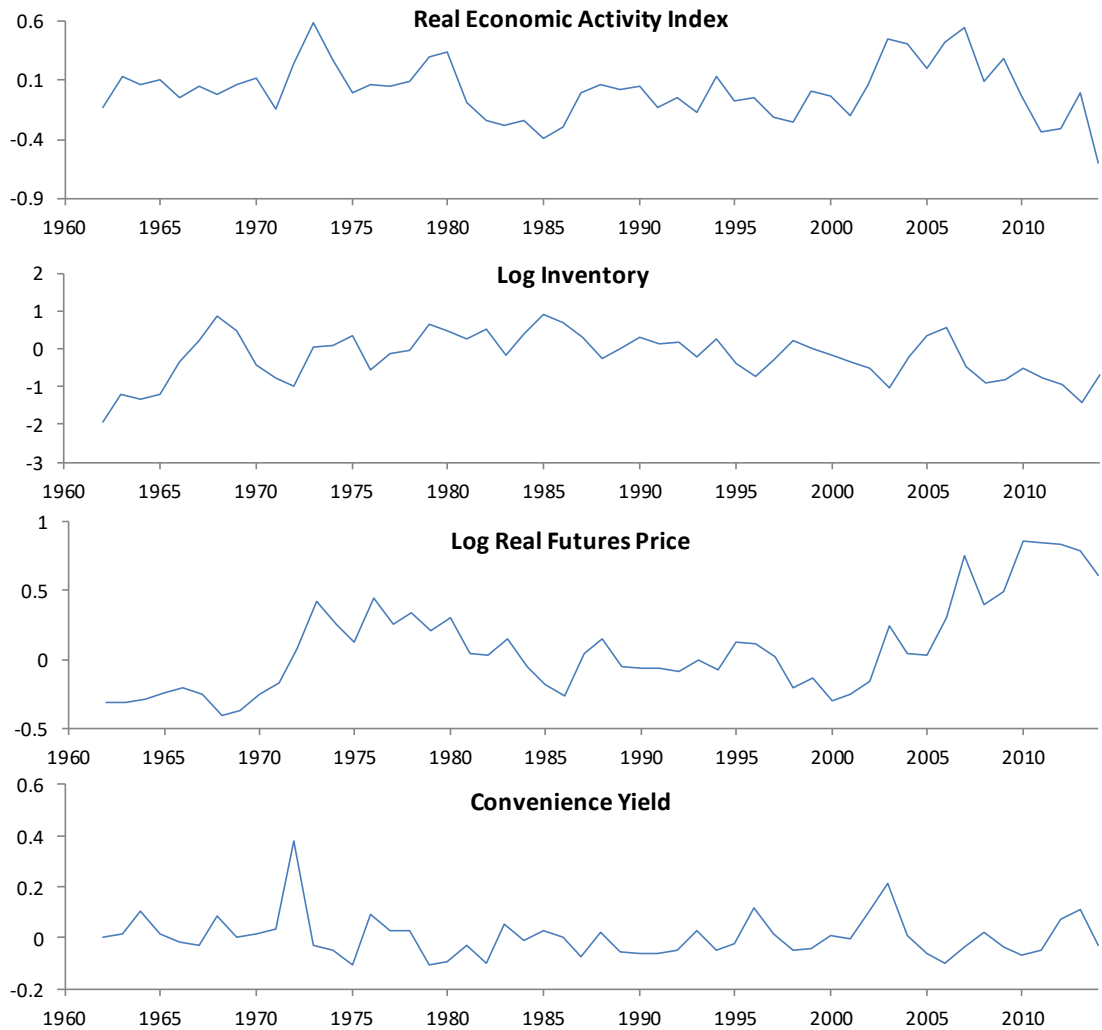 Real Economic Activity Index
0.6
0.1
-0.4
-0.9
1960 1965 1970 1975 1980 1985 1990 1995 2000 2005 2010
Log Inventory
2
1
0
-1
-2
-3
1960 1965 1970 1975 1980 1985 1990 1995 2000 2005 2010
Log Real Futures Price
1
0.5
0
-0.5
1960 1965 1970 1975 1980 1985 1990 1995 2000 2005 2010
Convenience Yield
0.6
0.4
0.2
0
-0.2
1960 1965 1970 1975 1980 1985 1990 1995 2000 2005 2010